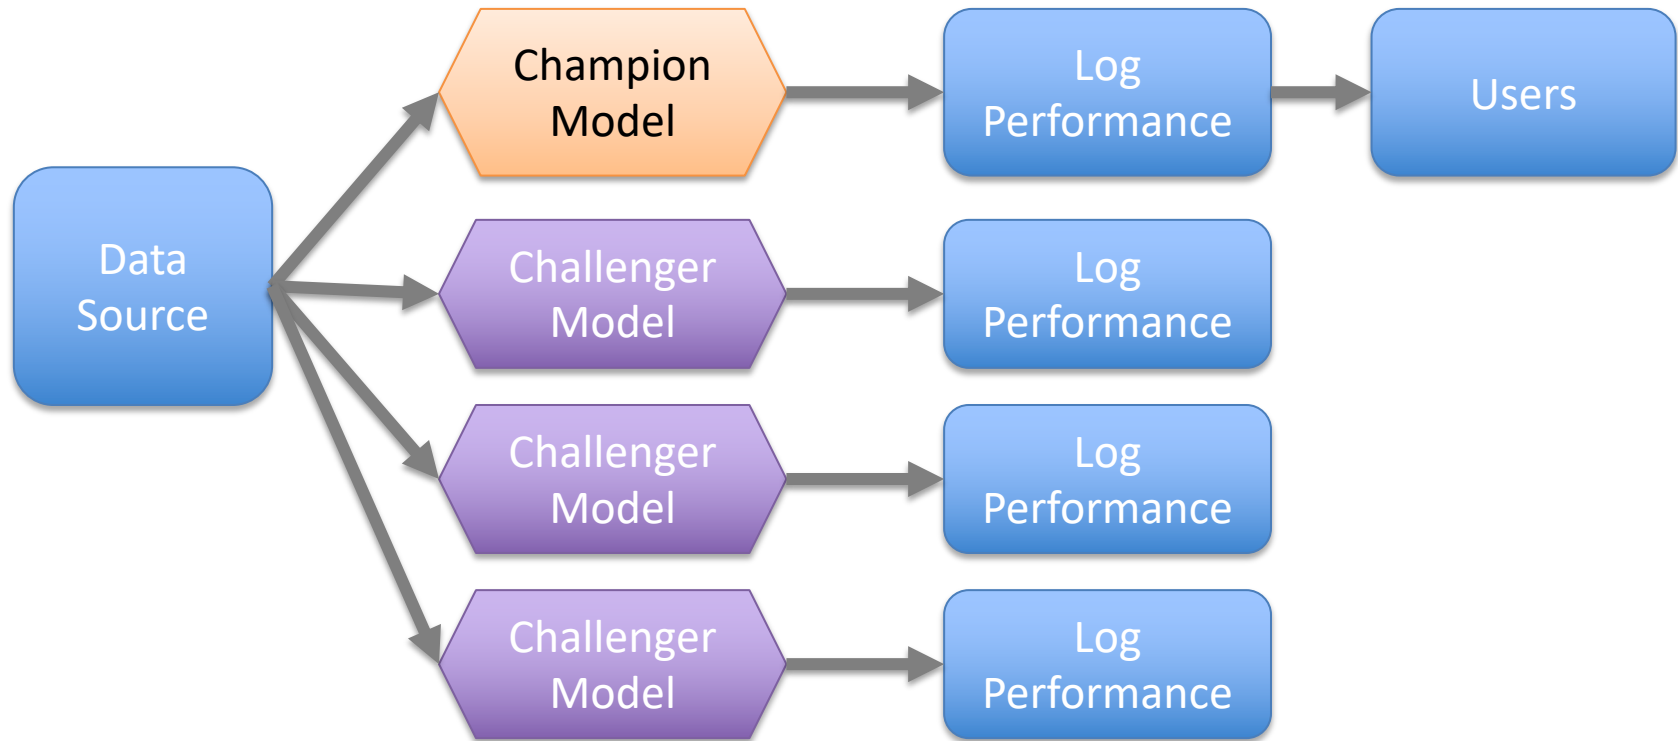 Data
Source
Champion
Model
Log
Performance
Users
Challenger
Model
Log
Performance
Challenger
Model
Log
Performance
Challenger
Model
Log
Performance